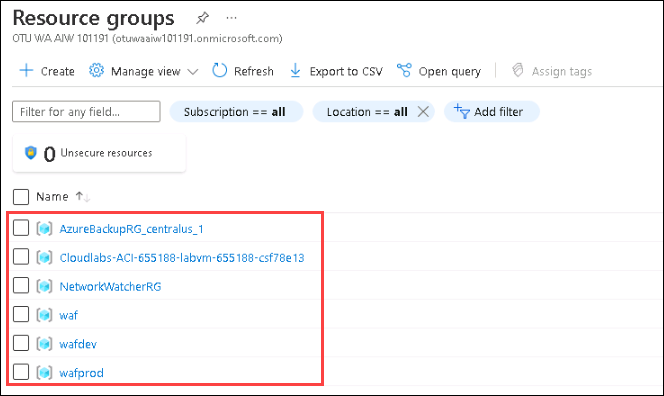 Resource groups
OTU WA AIW 101191 (otuwaaiw101191.onmicrosoft.com)
Create Manage view Refresh Export to CSV Open query Assign tags
Filter for any field... Subscription == all Location == all Add filter
0 Unsecure resources
Name
AzureBackupRG_centralus_1
Cloudlabs-ACI-655188-labvm-655188-csf78e13
NetworkWatcherRG
waf
wafdev
wafprod